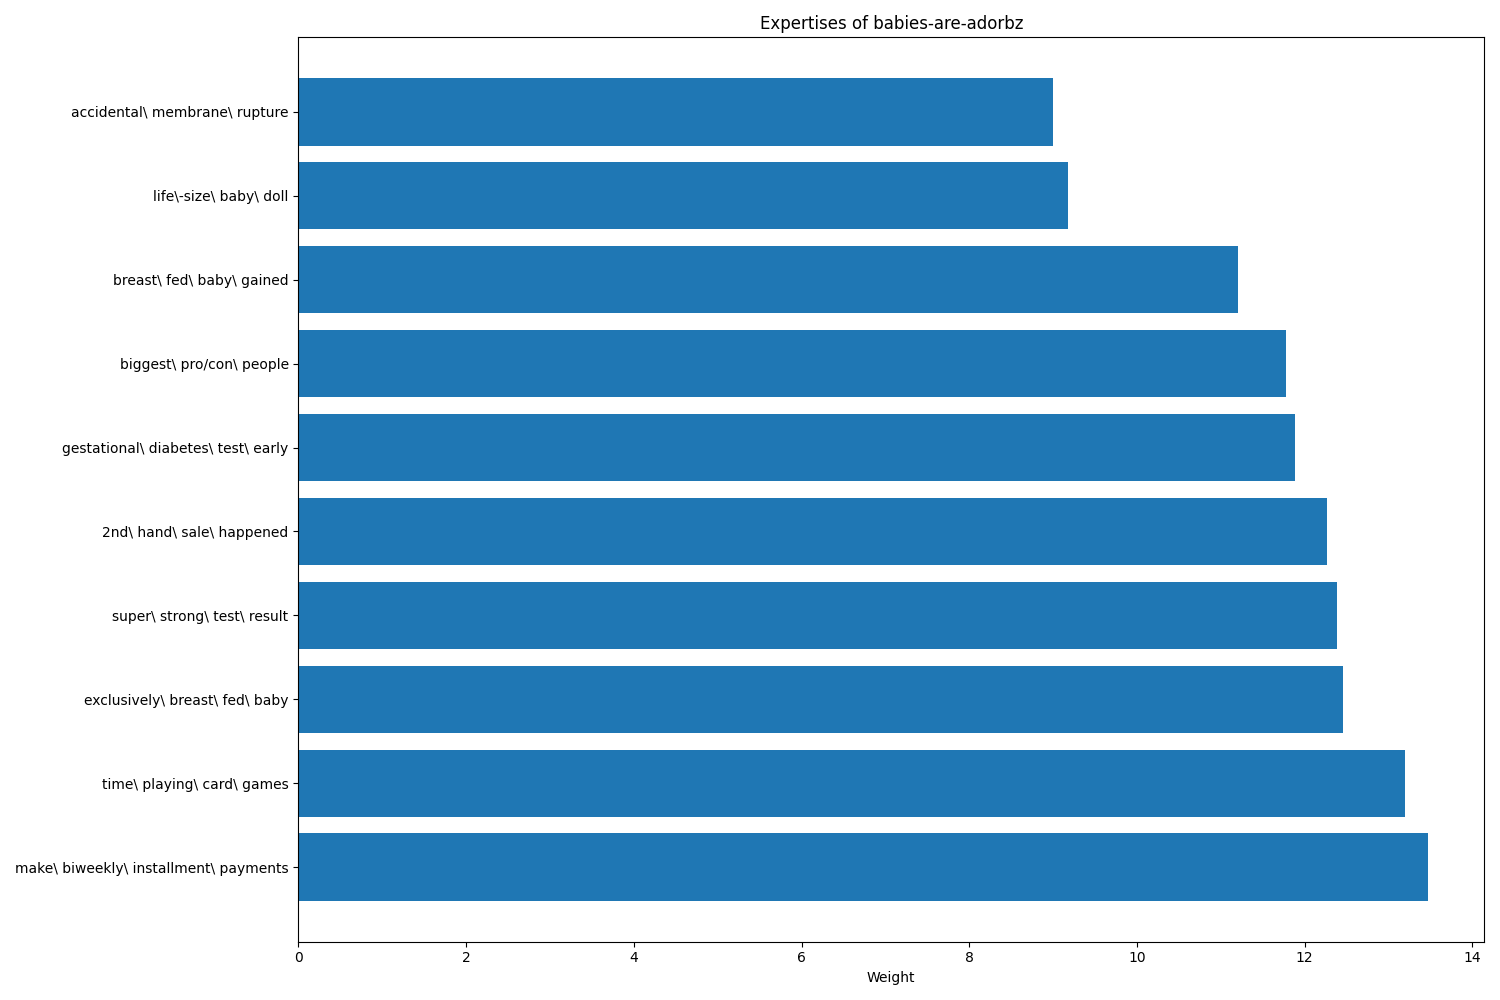 Expertises of babies-are-adorbz
accidental\ membrane\ rupture
life\-size\ baby\ doll
breast\ fed\ baby\ gained
biggest\ pro/con\ people
gestational\ diabetes\ test\ early
2nd\ hand\ sale\ happened
super\ strong\ test\ result
exclusively\ breast\ fed\ baby
time\ playing\ card\ games
make\ biweekly\ installment\ payments
0 2 4 6 8 10 12 14
Weight